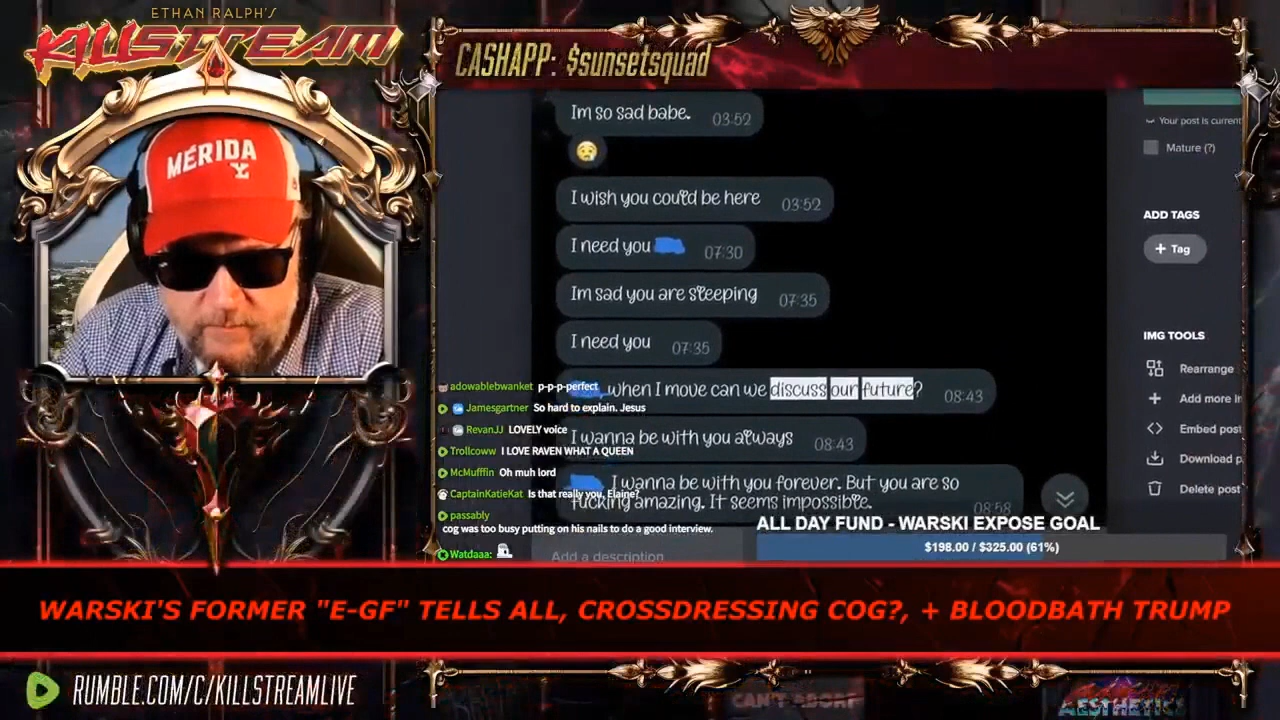 ETHAN RALPH'S
KILLSTREAM
CASHAPP: $sunsetsquad
MÉRIDA
Im so sad babe. 03:52
😢
I wish you could be here 03:52
I need you 07:30
Im sad you are sleeping 07:35
I need you 07:35
when I move can we discuss our future? 08:43
I wanna be with you always 08:43
I wanna be with you forever. But you are so
fucking amazing. It seems impossible. 08:58
Add a description
Your post is current
Mature (?)
ADD TAGS
+ Tag
IMG TOOLS
Rearrange
Add more i
Embed post
Download p
Delete post
adowablebwanket p-p-p-perfect
Jamesgartner So hard to explain. Jesus
RevanJJ LOVELY voice
Trollcoww I LOVE RAVEN WHAT A QUEEN
McMufffin Oh muh lord
CaptainKatieKat Is that really you, Elaine?
passably
cog was too busy putting on his nails to do a good interview.
Watdaaa:
ALL DAY FUND - WARSKI EXPOSE GOAL
$198.00 / $325.00 (61%)
WARSKI'S FORMER "E-GF" TELLS ALL, CROSSDRESSING COG?, + BLOODBATH TRUMP
RUMBLE.COM/C/KILLSTREAMLIVE
CAN'T ABORT
AESTHETICS